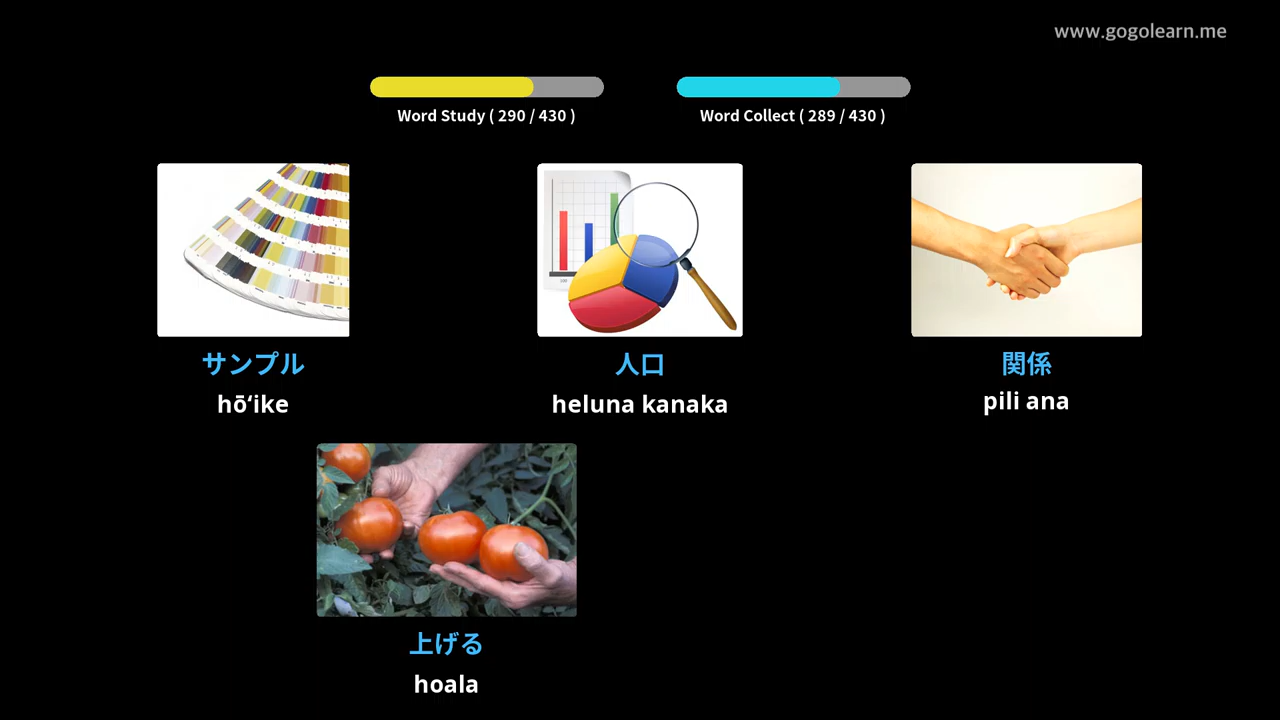 www.gogolearn.me
Word Study ( 290 / 430 )
Word Collect ( 289 / 430 )
サンプル
hōʻike
人口
heluna kanaka
関係
pili ana
上げる
hoala